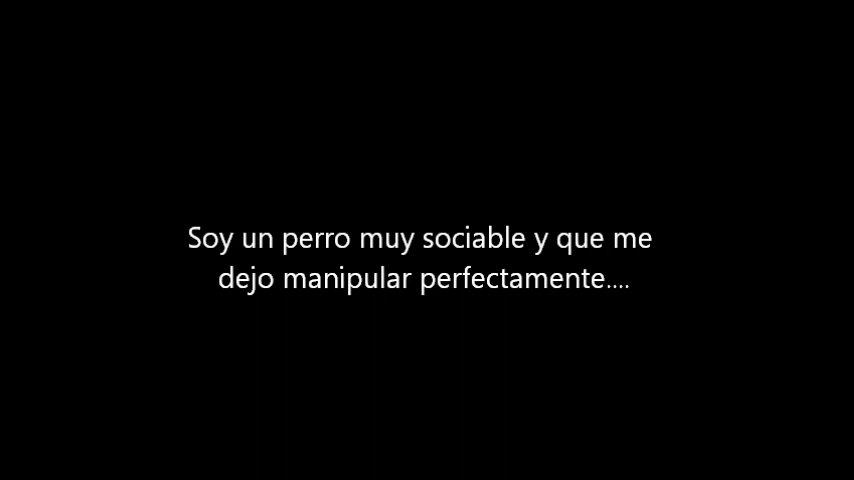 Soy un perro muy sociable y que me
dejo manipular perfectamente....